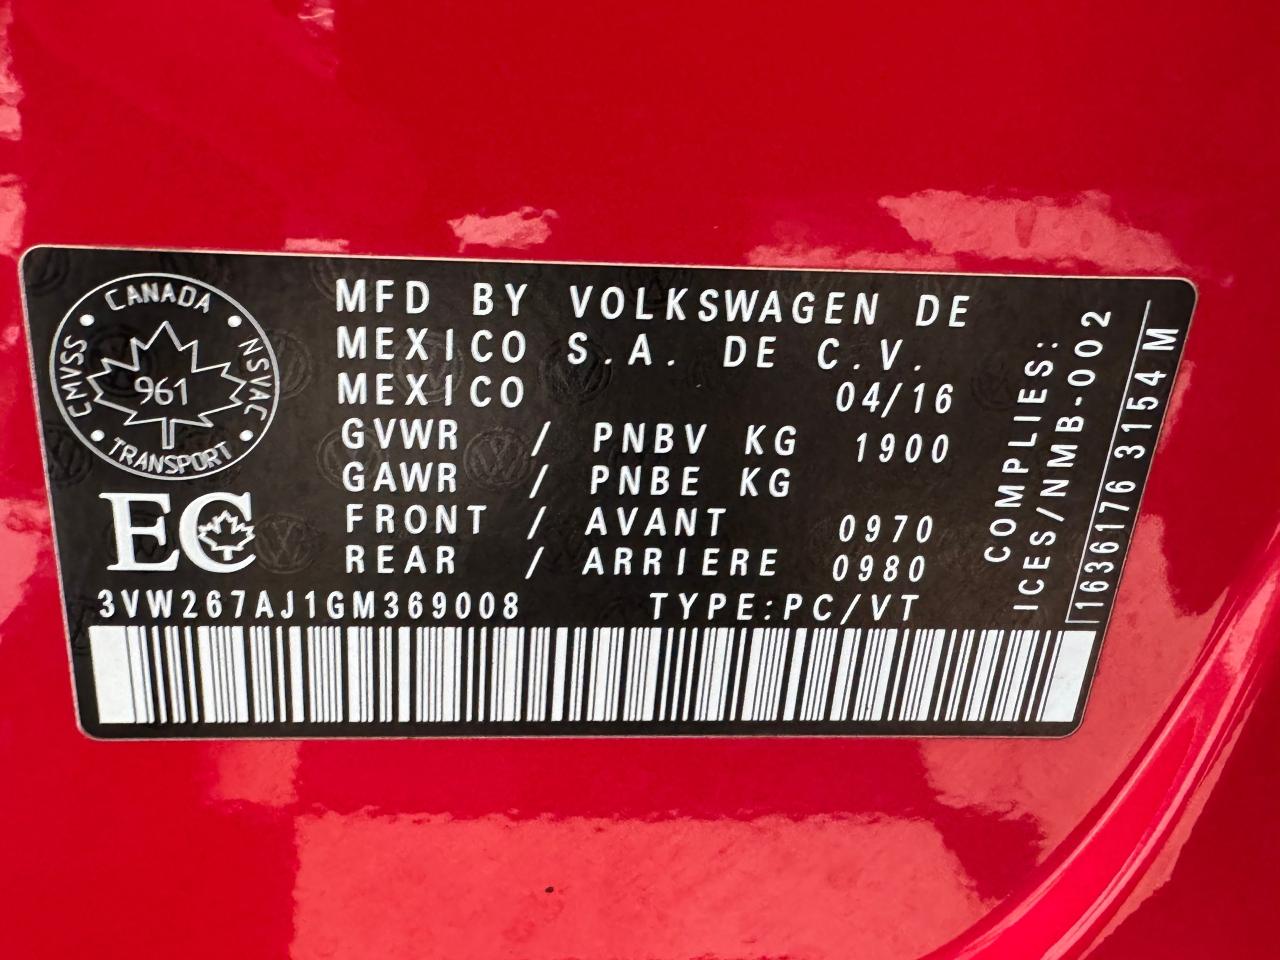 CANADA
CMVSS
NSVAC
961
TRANSPORT
EC
MFD BY VOLKSWAGEN DE
MEXICO S.A. DE C.V.
MEXICO 04/16
GVWR / PNBV KG 1900
GAWR / PNBE KG
FRONT / AVANT 0970
REAR / ARRIERE 0980
3VW267AJ1GM369008 TYPE:PC/VT
COMPLIES:
ICES/NMB-002
1636176 3154 M